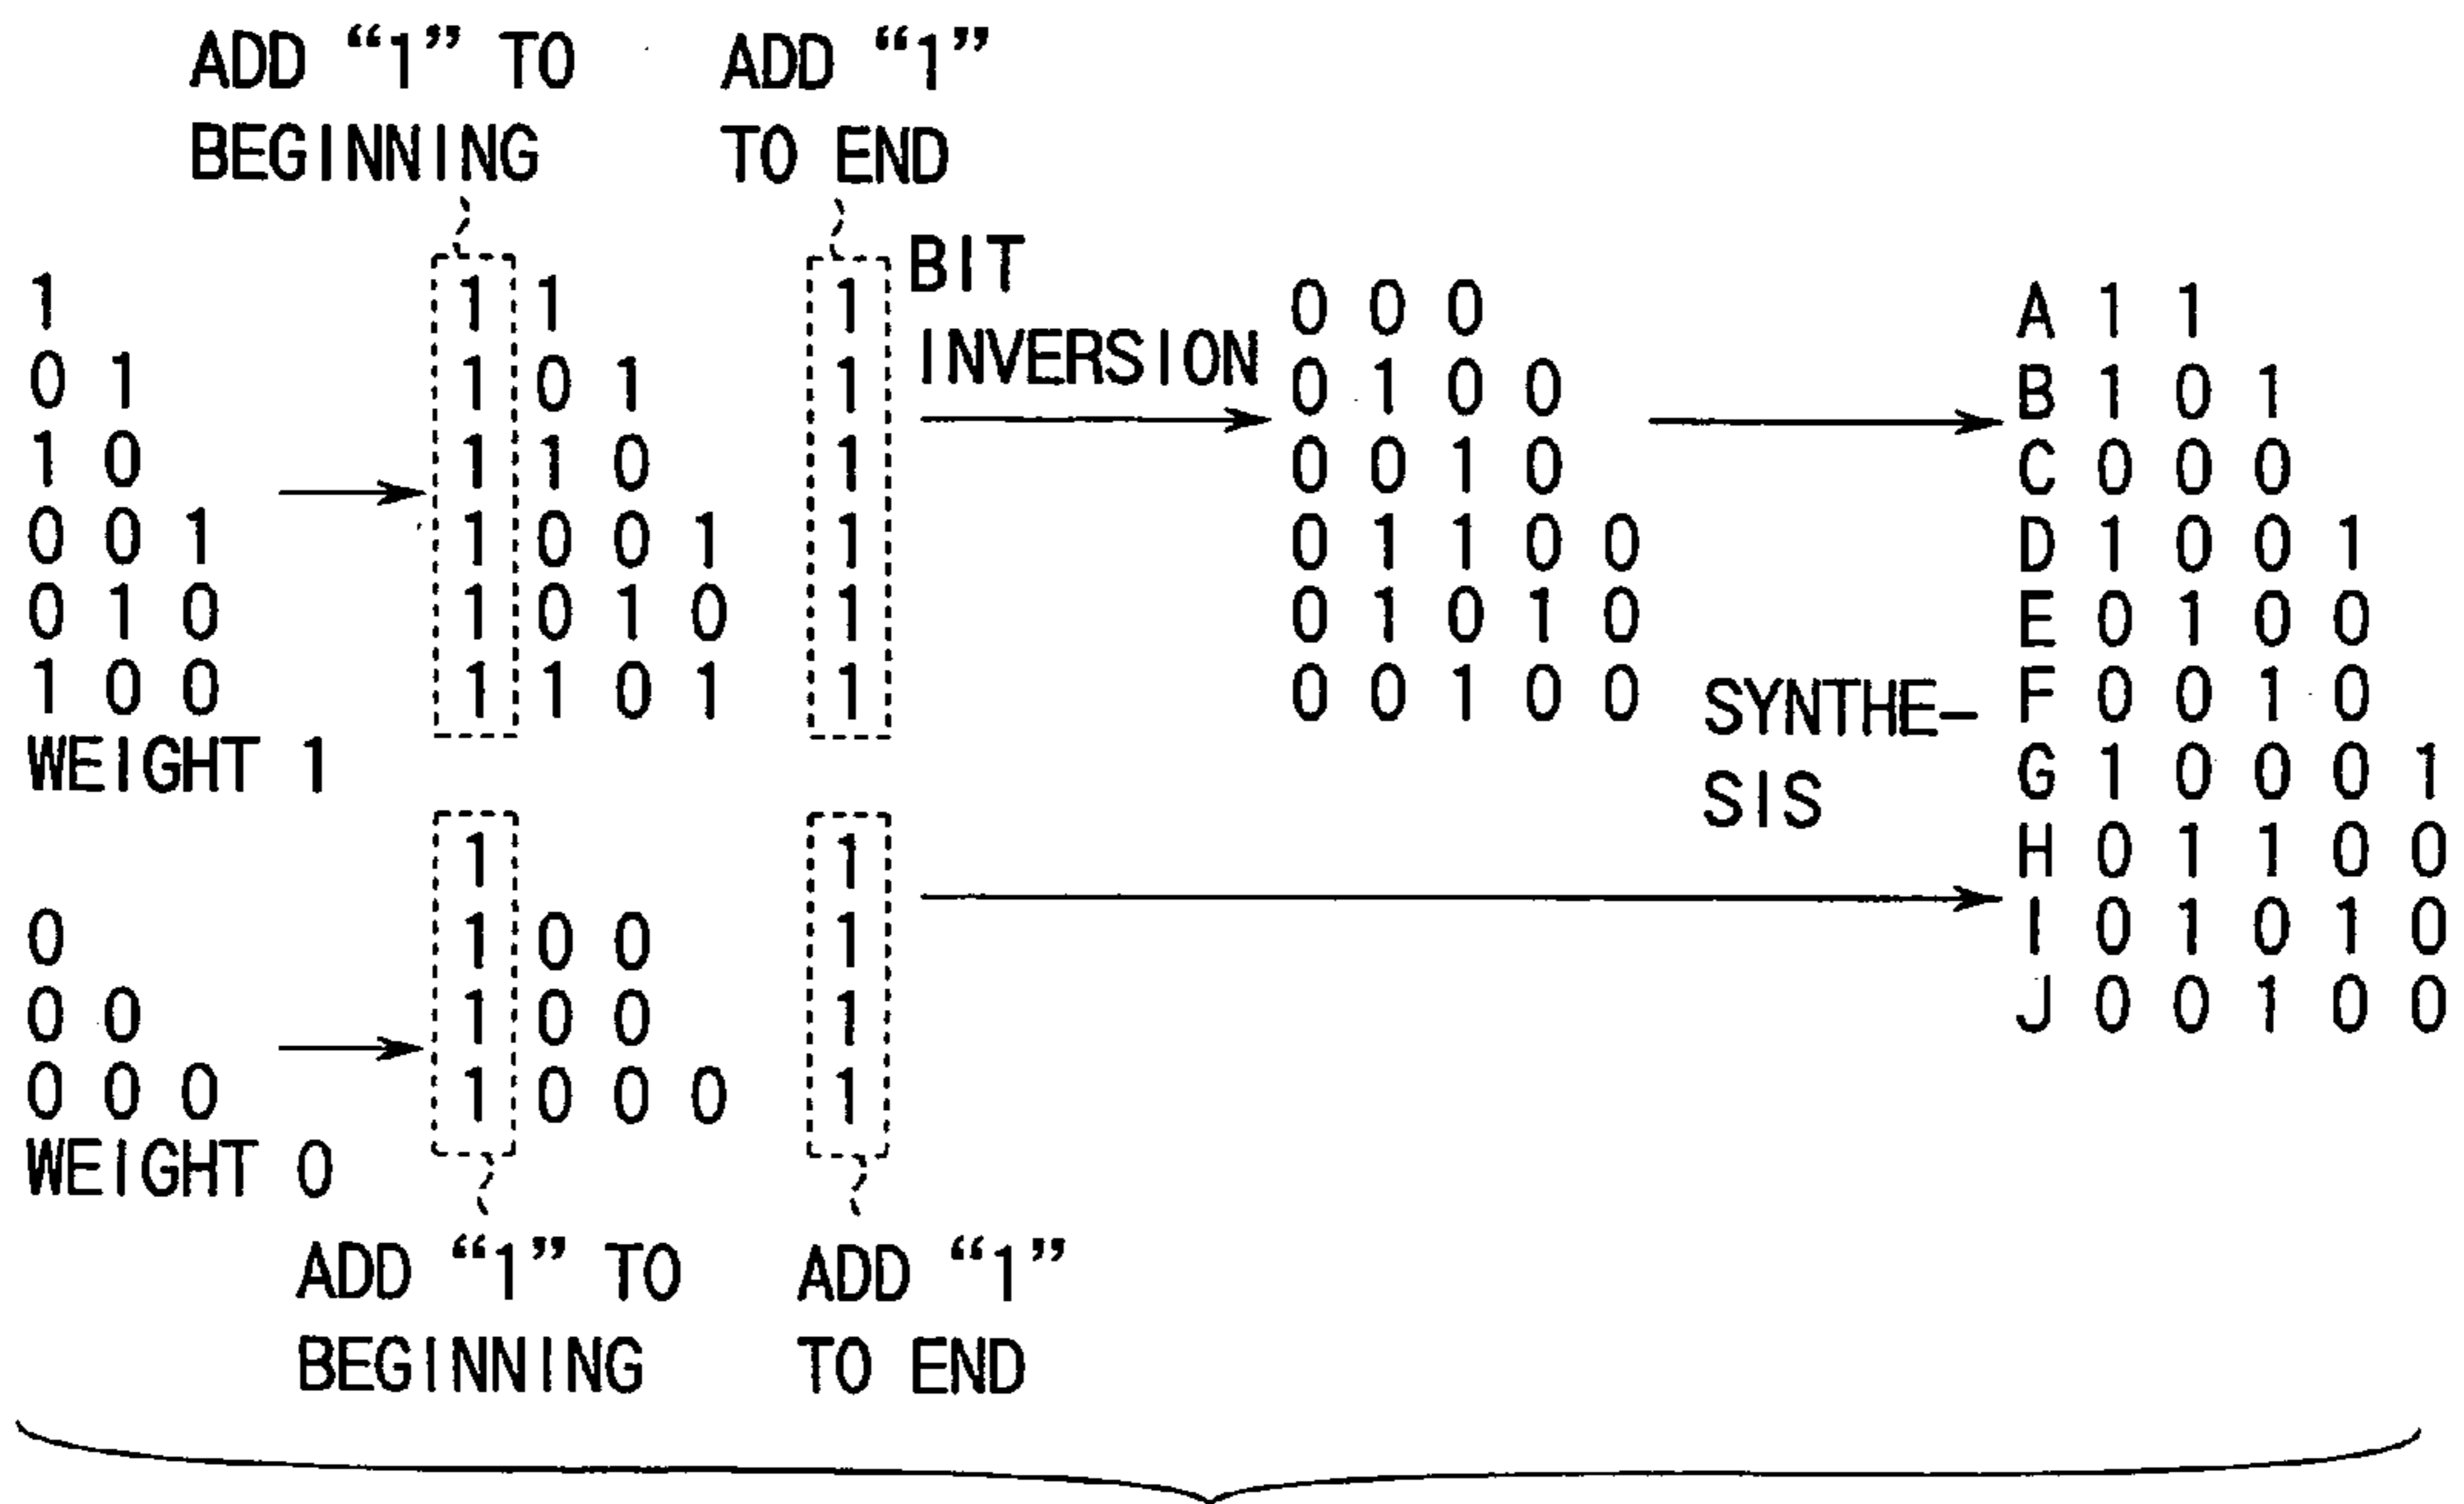 ADD “1” TO BEGINNING
ADD “1” TO END
1 1 1 1 BIT
0 1 1 0 1 1 INVERSION
1 0 1 1 0 1
0 0 1 1 0 0 1 1
0 1 0 1 0 1 0 1
1 0 0 1 1 0 1 1
WEIGHT 1
0 0 0
0 1 0 0
0 0 1 0
0 1 1 0 0
0 1 0 1 0
0 0 1 0 0
SYNTHE-
SIS
A 1 1
B 1 0 1
C 0 0 0
D 1 0 0 1
E 0 1 0 0
F 0 0 1 0
G 1 0 0 0 1
H 0 1 1 0 0
I 0 1 0 1 0
J 0 0 1 0 0
1 1
0 1 0 0 1
0 0 1 0 0 1
0 0 0 1 0 0 0 1
WEIGHT 0
ADD “1” TO BEGINNING
ADD “1” TO END